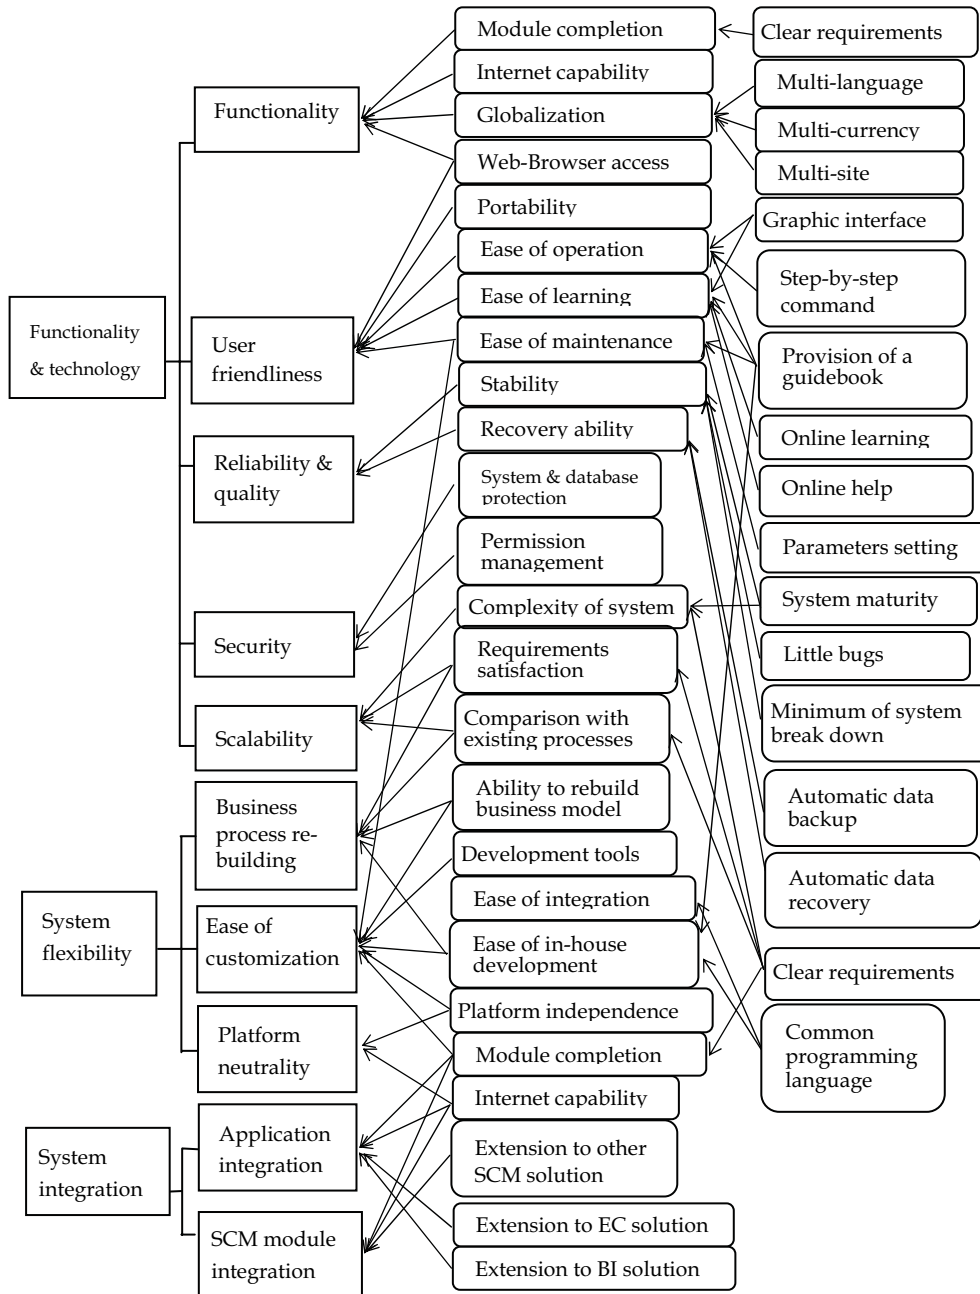 Functionality
& technology
System
flexibility
System
integration
Functionality
User
friendliness
Reliability &
quality
Security
Scalability
Business
process re-
building
Ease of
customization
Platform
neutrality
Application
integration
SCM module
integration
Module completion
Internet capability
Globalization
Web-Browser access
Portability
Ease of operation
Ease of learning
Ease of maintenance
Stability
Recovery ability
System & database
protection
Permission
management
Complexity of system
Requirements
satisfaction
Comparison with
existing processes
Ability to rebuild
business model
Development tools
Ease of integration
Ease of in-house
development
Platform independence
Module completion
Internet capability
Extension to other
SCM solution
Extension to EC solution
Extension to BI solution
Clear requirements
Multi-language
Multi-currency
Multi-site
Graphic interface
Step-by-step
command
Provision of a
guidebook
Online learning
Online help
Parameters setting
System maturity
Little bugs
Minimum of system
break down
Automatic data
backup
Automatic data
recovery
Clear requirements
Common
programming
language